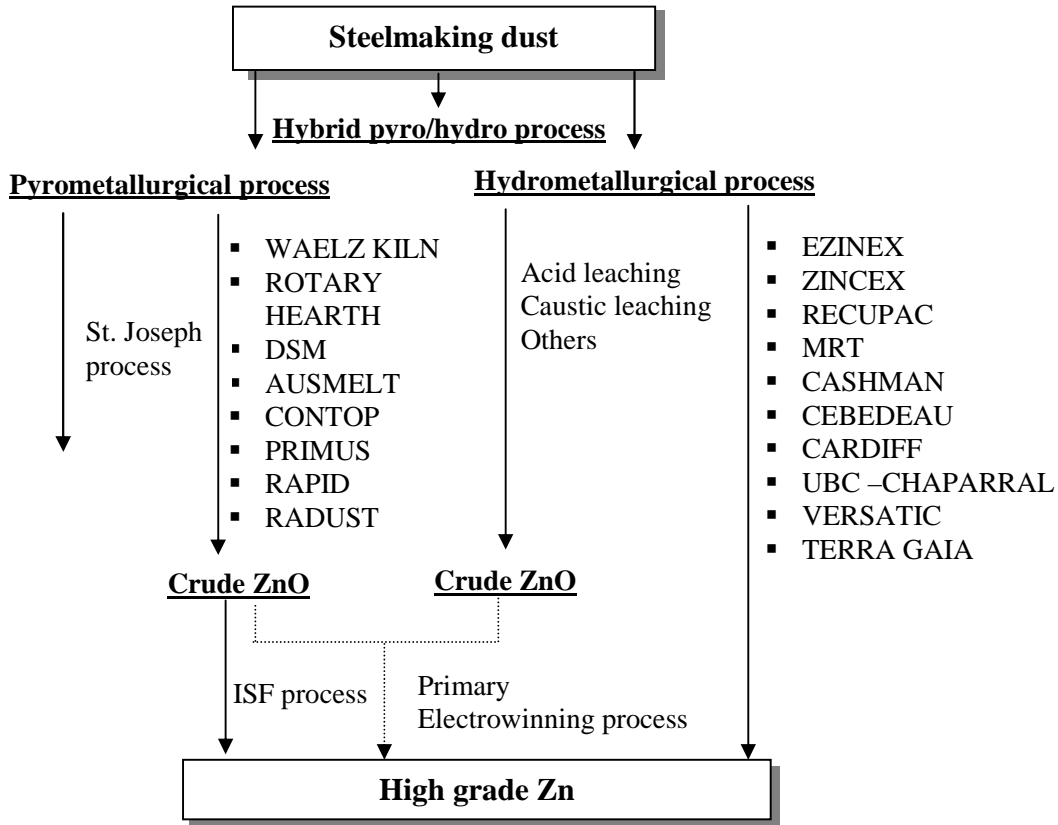 Steelmaking dust
Hybrid pyro/hydro process
Pyrometallurgical process
Hydrometallurgical process
St. Joseph
process
▪ WAELZ KILN
▪ ROTARY
HEARTH
▪ DSM
▪ AUSMELT
▪ CONTOP
▪ PRIMUS
▪ RAPID
▪ RADUST
Acid leaching
Caustic leaching
Others
▪ EZINEX
▪ ZINCEX
▪ RECUPAC
▪ MRT
▪ CASHMAN
▪ CEBEDEAU
▪ CARDIFF
▪ UBC –CHAPARRAL
▪ VERSATIC
▪ TERRA GAIA
Crude ZnO
Crude ZnO
ISF process
Primary
Electrowinning process
High grade Zn